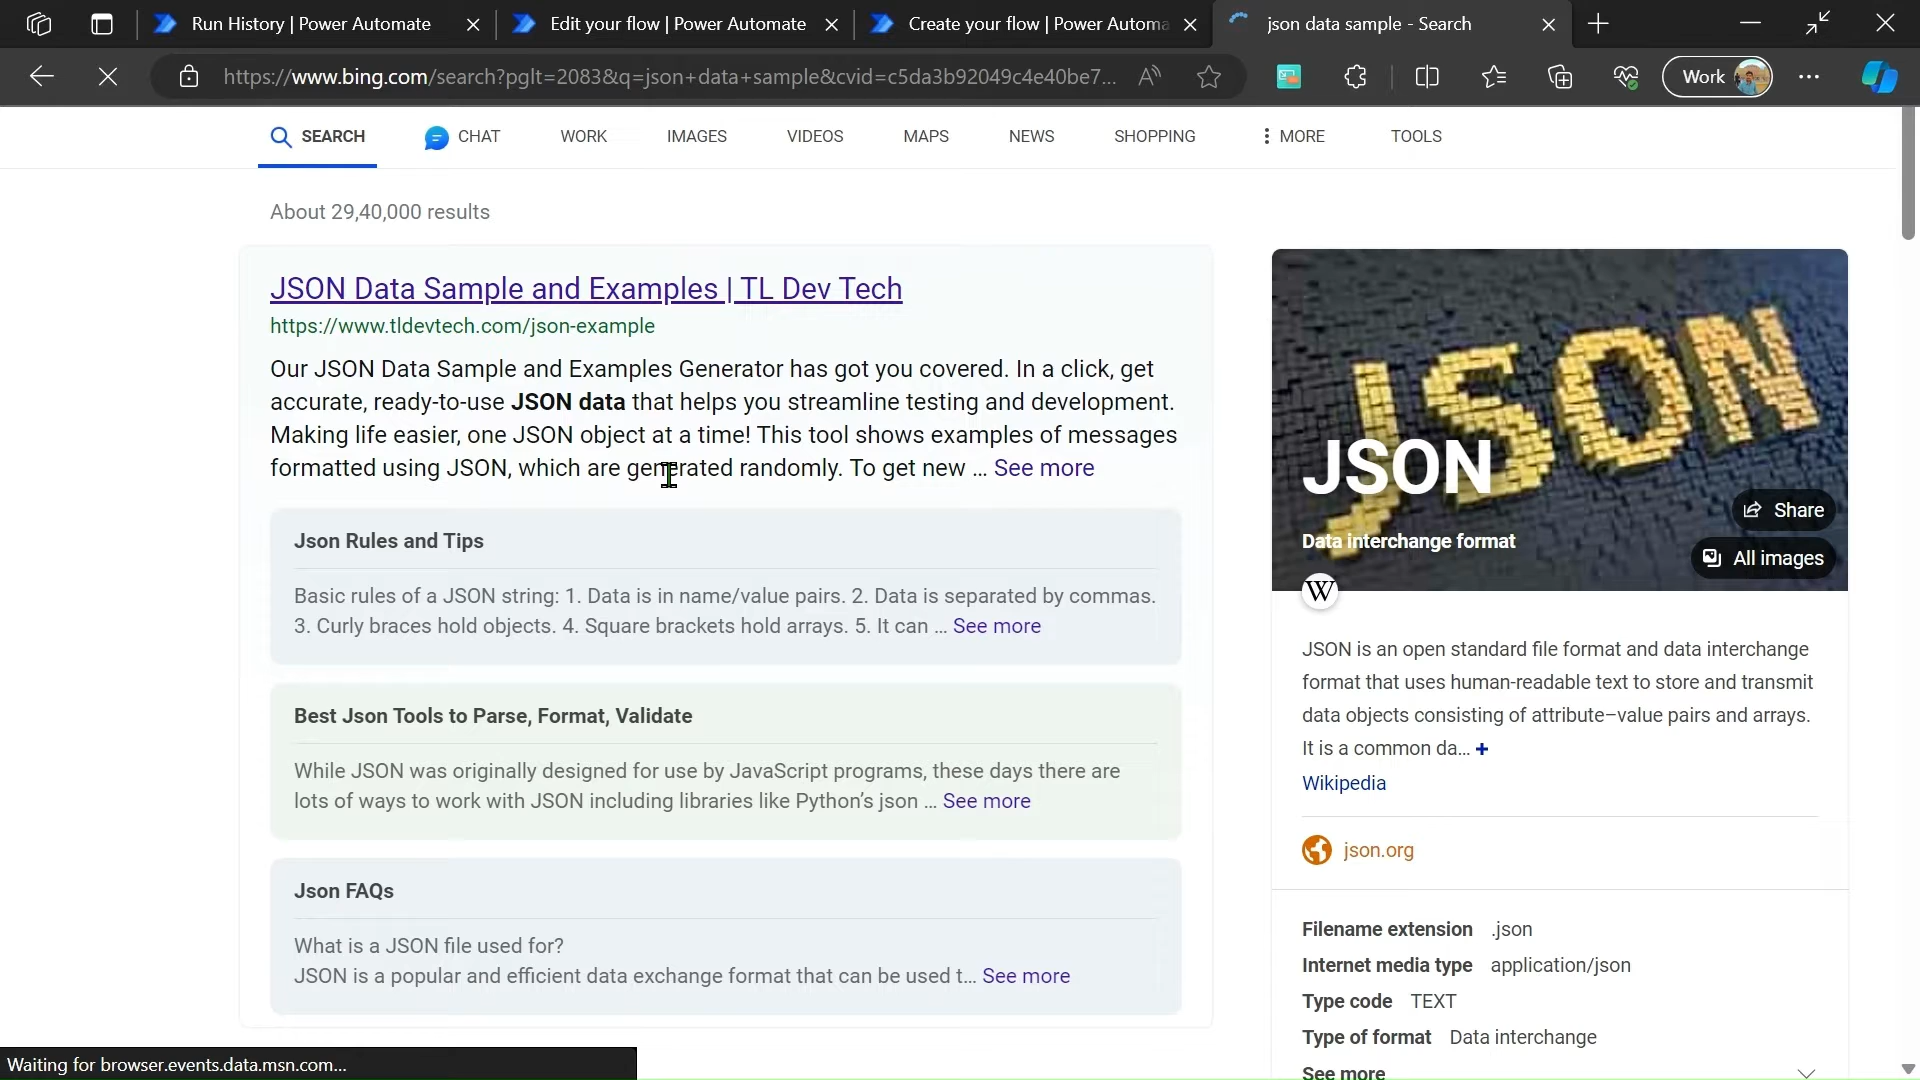 Run History | Power Automate
Edit your flow | Power Automate
Create your flow | Power Automa
json data sample - Search
https://www.bing.com/search?pglt=2083&q=json+data+sample&cvid=c5da3b92049c4e40be7...
Work
SEARCH
CHAT
WORK
IMAGES
VIDEOS
MAPS
NEWS
SHOPPING
MORE
TOOLS
About 29,40,000 results
JSON Data Sample and Examples | TL Dev Tech
https://www.tldevtech.com/json-example
Our JSON Data Sample and Examples Generator has got you covered. In a click, get
accurate, ready-to-use JSON data that helps you streamline testing and development.
Making life easier, one JSON object at a time! This tool shows examples of messages
formatted using JSON, which are generated randomly. To get new ... See more
Json Rules and Tips
Basic rules of a JSON string: 1. Data is in name/value pairs. 2. Data is separated by commas.
3. Curly braces hold objects. 4. Square brackets hold arrays. 5. It can ... See more
Best Json Tools to Parse, Format, Validate
While JSON was originally designed for use by JavaScript programs, these days there are
lots of ways to work with JSON including libraries like Python's json ... See more
Json FAQs
What is a JSON file used for?
JSON is a popular and efficient data exchange format that can be used t... See more
JSON
JSON
Share
Data interchange format
All images
W
JSON is an open standard file format and data interchange
format that uses human-readable text to store and transmit
data objects consisting of attribute–value pairs and arrays.
It is a common da... +
Wikipedia
json.org
Filename extension .json
Internet media type application/json
Type code TEXT
Type of format Data interchange
See more
Waiting for browser.events.data.msn.com...